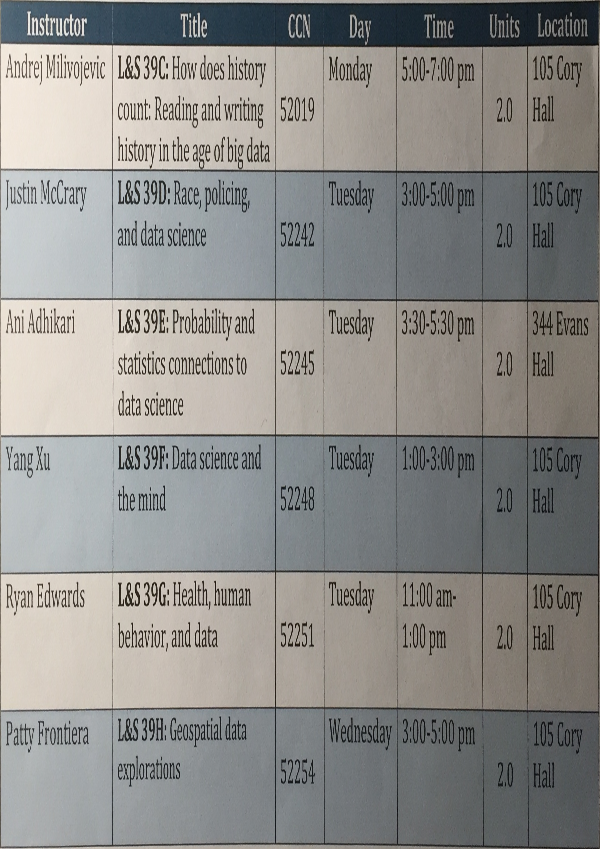 Instructor Title CCN Day Time Units Location
Andrej Milivojevic L&S 39C: How does history Monday 5:00-7:00 pm 105 Cory
count: Reading and writing 52019 2.0 Hall
history in the age of big data
Justin McCrary L&S 39D: Race, policing, Tuesday 3:00-5:00 pm 105 Cory
and data science 52242 2.0 Hall
Ani Adhikari L&S 39E: Probability and Tuesday 3:30-5:30 pm 344 Evans
statistics connections to 52245 2.0 Hall
data science
Yang Xu L&S 39F: Data science and Tuesday 1:00-3:00 pm 105 Cory
the mind 52248 2.0 Hall
Ryan Edwards L&S 39G: Health, human Tuesday 11:00 am- 105 Cory
behavior, and data 52251 1:00 pm 2.0 Hall
Patty Frontiera L&S 39H: Geospatial data Wednesday 3:00-5:00 pm 105 Cory
explorations 52254 2.0 Hall